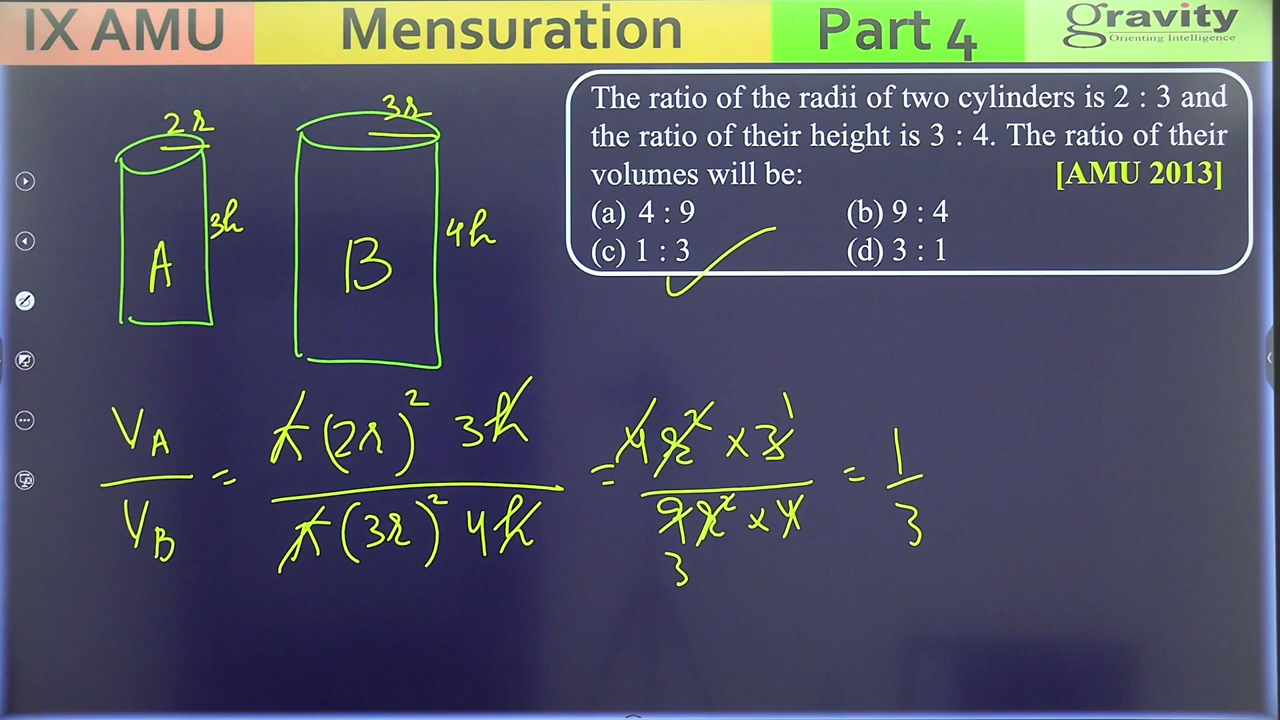 IX AMU
Mensuration
Part 4
gravity
Orienting Intelligence
The ratio of the radii of two cylinders is 2 : 3 and
the ratio of their height is 3 : 4. The ratio of their
volumes will be:
[AMU 2013]
(a) 4 : 9
(b) 9 : 4
(c) 1 : 3
(d) 3 : 1
2r
3r
3h
4h
A
B
V_A / V_B = π(2r)² 3h / π(3r)² 4h = 4r² × 3 1 / 9r² × 4 3 = 1 / 3